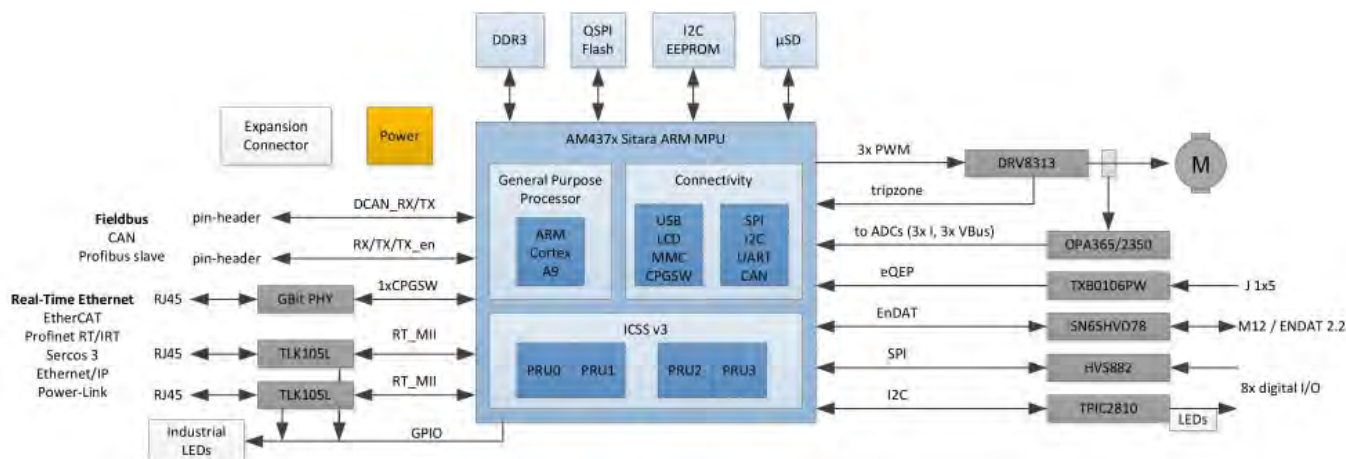 DDR3
QSPI
Flash
I2C
EEPROM
µSD
Expansion
Connector
Power
AM437x Sitara ARM MPU
General Purpose
Processor
ARM
Cortex
A9
Connectivity
USB
LCD
MMC
CPGSW
SPI
I2C
UART
CAN
ICSS v3
PRU0
PRU1
PRU2
PRU3
Fieldbus
CAN
Profibus slave
pin-header
DCAN_RX/TX
pin-header
RX/TX/TX_en
Real-Time Ethernet
EtherCAT
Profinet RT/IRT
Sercos 3
Ethernet/IP
Power-Link
RJ45
GBit PHY
1xCPGSW
RJ45
TLK105L
RT_MII
RJ45
TLK105L
RT_MII
Industrial
LEDs
GPIO
3x PWM
DRV8313
M
tripzone
to ADCs (3x I, 3x VBus)
OPA365/2350
eQEP
TXB0106PW
J 1x5
EnDAT
SN65HVD78
M12 / ENDAT 2.2
SPI
HVS882
8x digital I/O
I2C
TPIC2810
LEDs